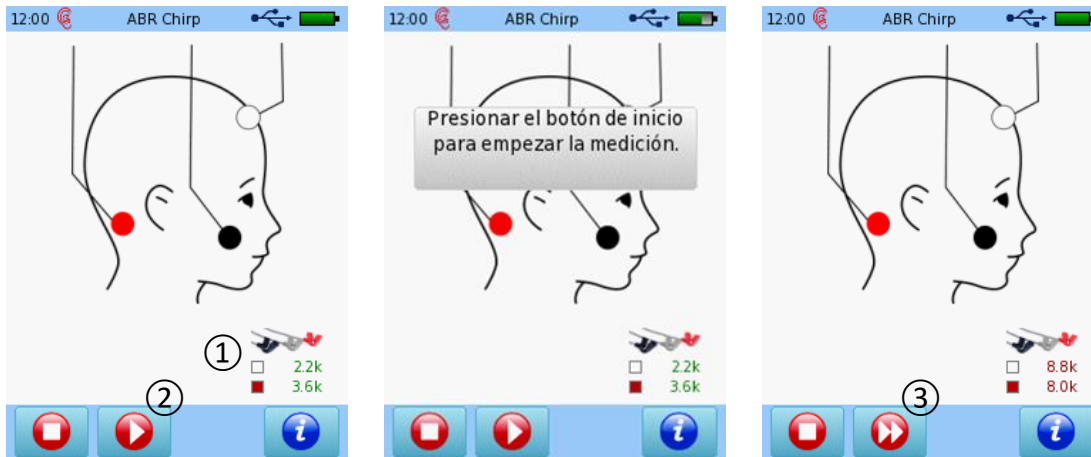 12:00 ABR Chirp
2.2k
3.6k
①
②
12:00 ABR Chirp
Presionar el botón de inicio
para empezar la medición.
2.2k
3.6k
12:00 ABR Chirp
8.8k
8.0k
③